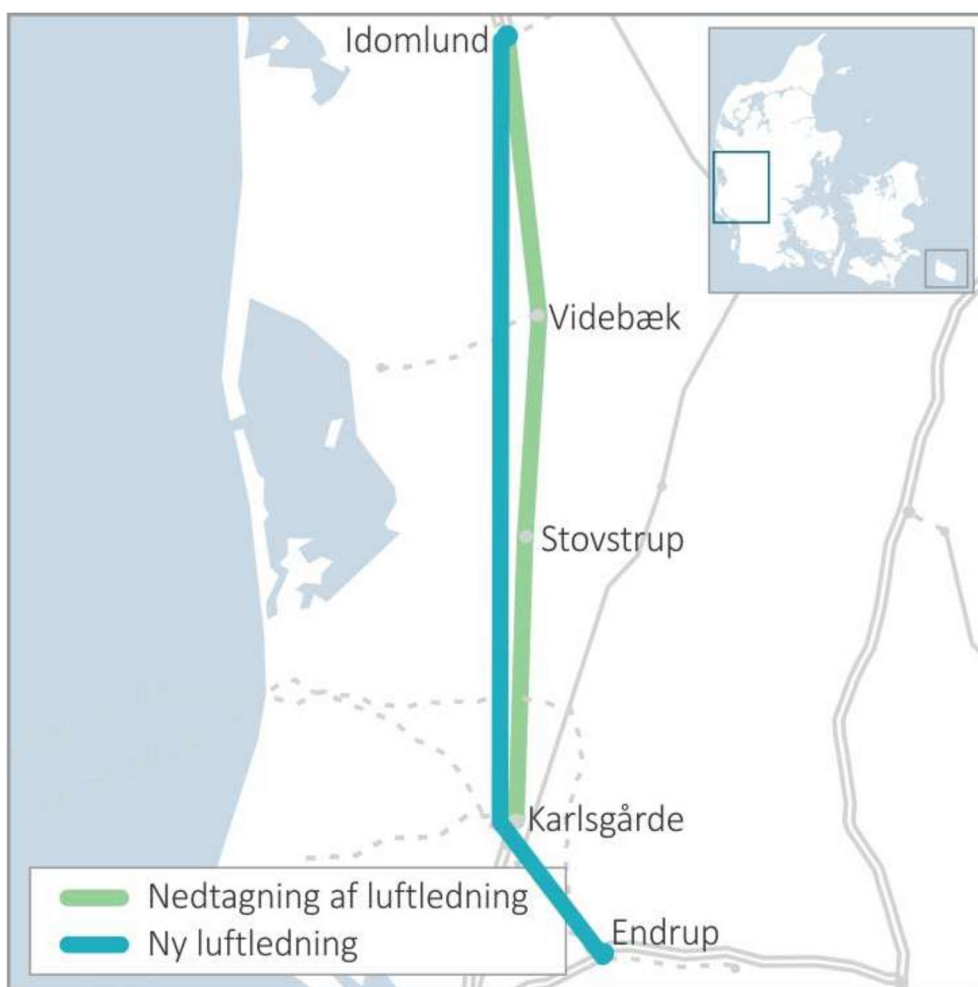 Idomlund
Videbæk
Stovstrup
Karlsgårde
Endrup
Nedtagning af luftledning
Ny luftledning